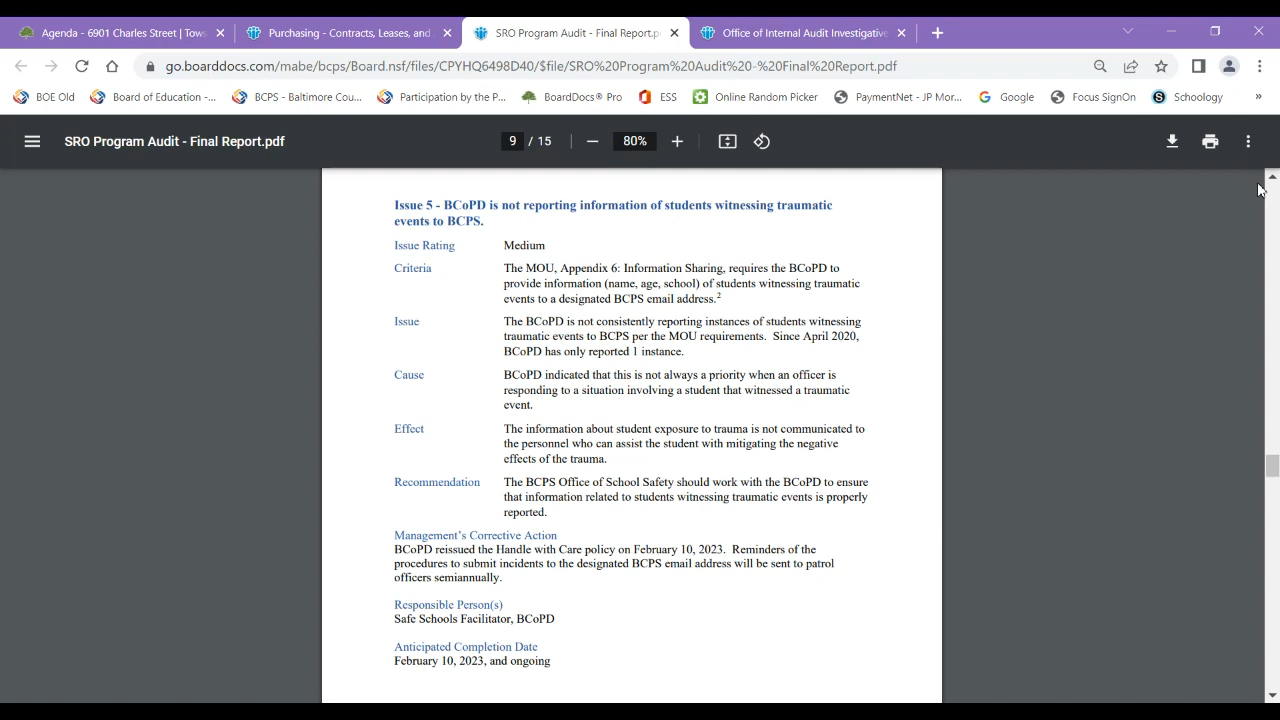 Agenda - 6901 Charles Street | Tows
Purchasing - Contracts, Leases, and
SRO Program Audit - Final Report.p
Office of Internal Audit Investigative
go.boarddocs.com/mabe/bcps/Board.nsf/files/CPYHQ6498D40/$file/SRO%20Program%20Audit%20-%20Final%20Report.pdf
BOE Old
Board of Education -...
BCPS - Baltimore Cou...
Participation by the P...
BoardDocs® Pro
ESS
Online Random Picker
PaymentNet - JP Mor...
Google
Focus SignOn
Schoology
»
SRO Program Audit - Final Report.pdf
9 / 15
80%
Issue 5 - BCoPD is not reporting information of students witnessing traumatic
events to BCPS.
Issue Rating Medium
Criteria The MOU, Appendix 6: Information Sharing, requires the BCoPD to
provide information (name, age, school) of students witnessing traumatic
events to a designated BCPS email address.2
Issue The BCoPD is not consistently reporting instances of students witnessing
traumatic events to BCPS per the MOU requirements. Since April 2020,
BCoPD has only reported 1 instance.
Cause BCoPD indicated that this is not always a priority when an officer is
responding to a situation involving a student that witnessed a traumatic
event.
Effect The information about student exposure to trauma is not communicated to
the personnel who can assist the student with mitigating the negative
effects of the trauma.
Recommendation The BCPS Office of School Safety should work with the BCoPD to ensure
that information related to students witnessing traumatic events is properly
reported.
Management's Corrective Action
BCoPD reissued the Handle with Care policy on February 10, 2023. Reminders of the
procedures to submit incidents to the designated BCPS email address will be sent to patrol
officers semiannually.
Responsible Person(s)
Safe Schools Facilitator, BCoPD
Anticipated Completion Date
February 10, 2023, and ongoing